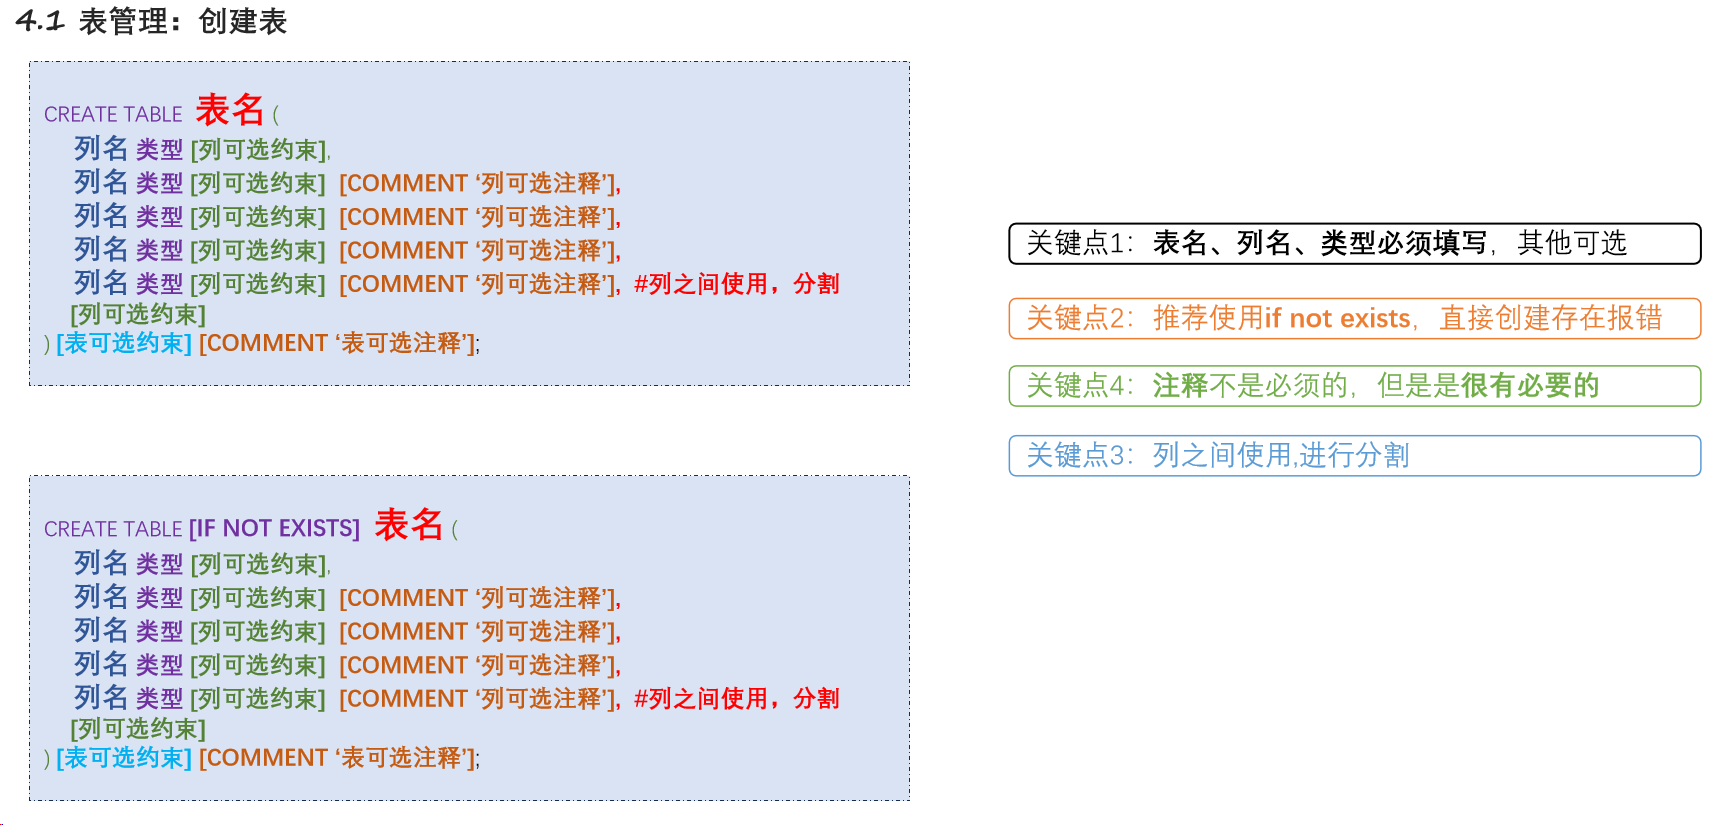 4.1 表管理：创建表
CREATE TABLE 表名 (
列名 类型 [列可选约束],
列名 类型 [列可选约束] [COMMENT ‘列可选注释’],
列名 类型 [列可选约束] [COMMENT ‘列可选注释’],
列名 类型 [列可选约束] [COMMENT ‘列可选注释’],
列名 类型 [列可选约束] [COMMENT ‘列可选注释’], #列之间使用，分割
[列可选约束]
) [表可选约束] [COMMENT ‘表可选注释’];
关键点1：表名、列名、类型必须填写，其他可选
关键点2：推荐使用if not exists，直接创建存在报错
关键点4：注释不是必须的，但是是很有必要的
关键点3：列之间使用,进行分割
CREATE TABLE [IF NOT EXISTS] 表名 (
列名 类型 [列可选约束],
列名 类型 [列可选约束] [COMMENT ‘列可选注释’],
列名 类型 [列可选约束] [COMMENT ‘列可选注释’],
列名 类型 [列可选约束] [COMMENT ‘列可选注释’],
列名 类型 [列可选约束] [COMMENT ‘列可选注释’], #列之间使用，分割
[列可选约束]
) [表可选约束] [COMMENT ‘表可选注释’];